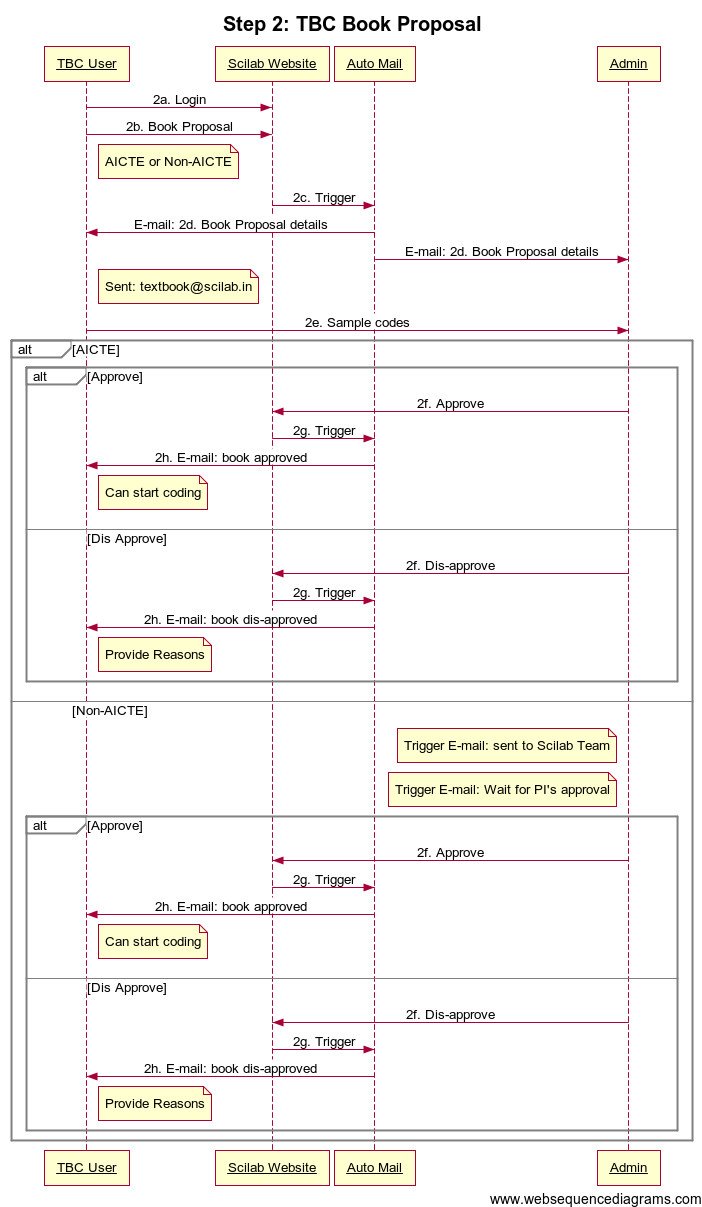 Step 2: TBC Book Proposal
TBC User
Scilab Website
Auto Mail
Admin
2a. Login
2b. Book Proposal
AICTE or Non-AICTE
2c. Trigger
E-mail: 2d. Book Proposal details
E-mail: 2d. Book Proposal details
Sent: textbook@scilab.in
2e. Sample codes
alt [AICTE]
alt [Approve]
2f. Approve
2g. Trigger
2h. E-mail: book approved
Can start coding
[Dis Approve]
2f. Dis-approve
2g. Trigger
2h. E-mail: book dis-approved
Provide Reasons
[Non-AICTE]
Trigger E-mail: sent to Scilab Team
Trigger E-mail: Wait for PI's approval
alt [Approve]
2f. Approve
2g. Trigger
2h. E-mail: book approved
Can start coding
[Dis Approve]
2f. Dis-approve
2g. Trigger
2h. E-mail: book dis-approved
Provide Reasons
TBC User
Scilab Website
Auto Mail
Admin
www.websequencediagrams.com